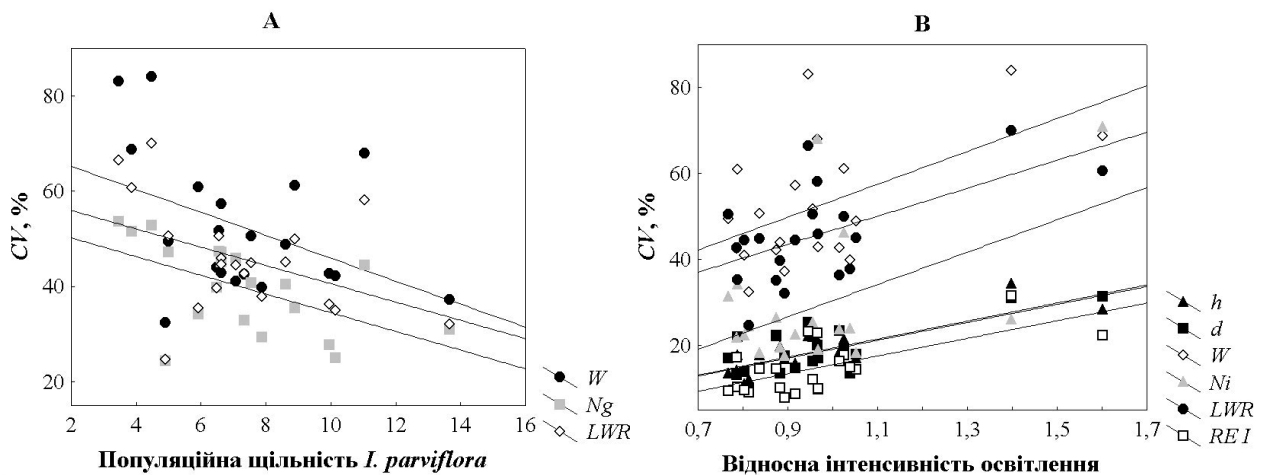 А
В
CV, %
80
60
40
20
2
4
6
8
10
12
14
16
W
Ng
LWR
Популяційна щільність I. parviflora
CV, %
80
60
40
20
0,7
0,9
1,1
1,3
1,5
1,7
h
d
W
Ni
LWR
REI
Відносна інтенсивність освітлення